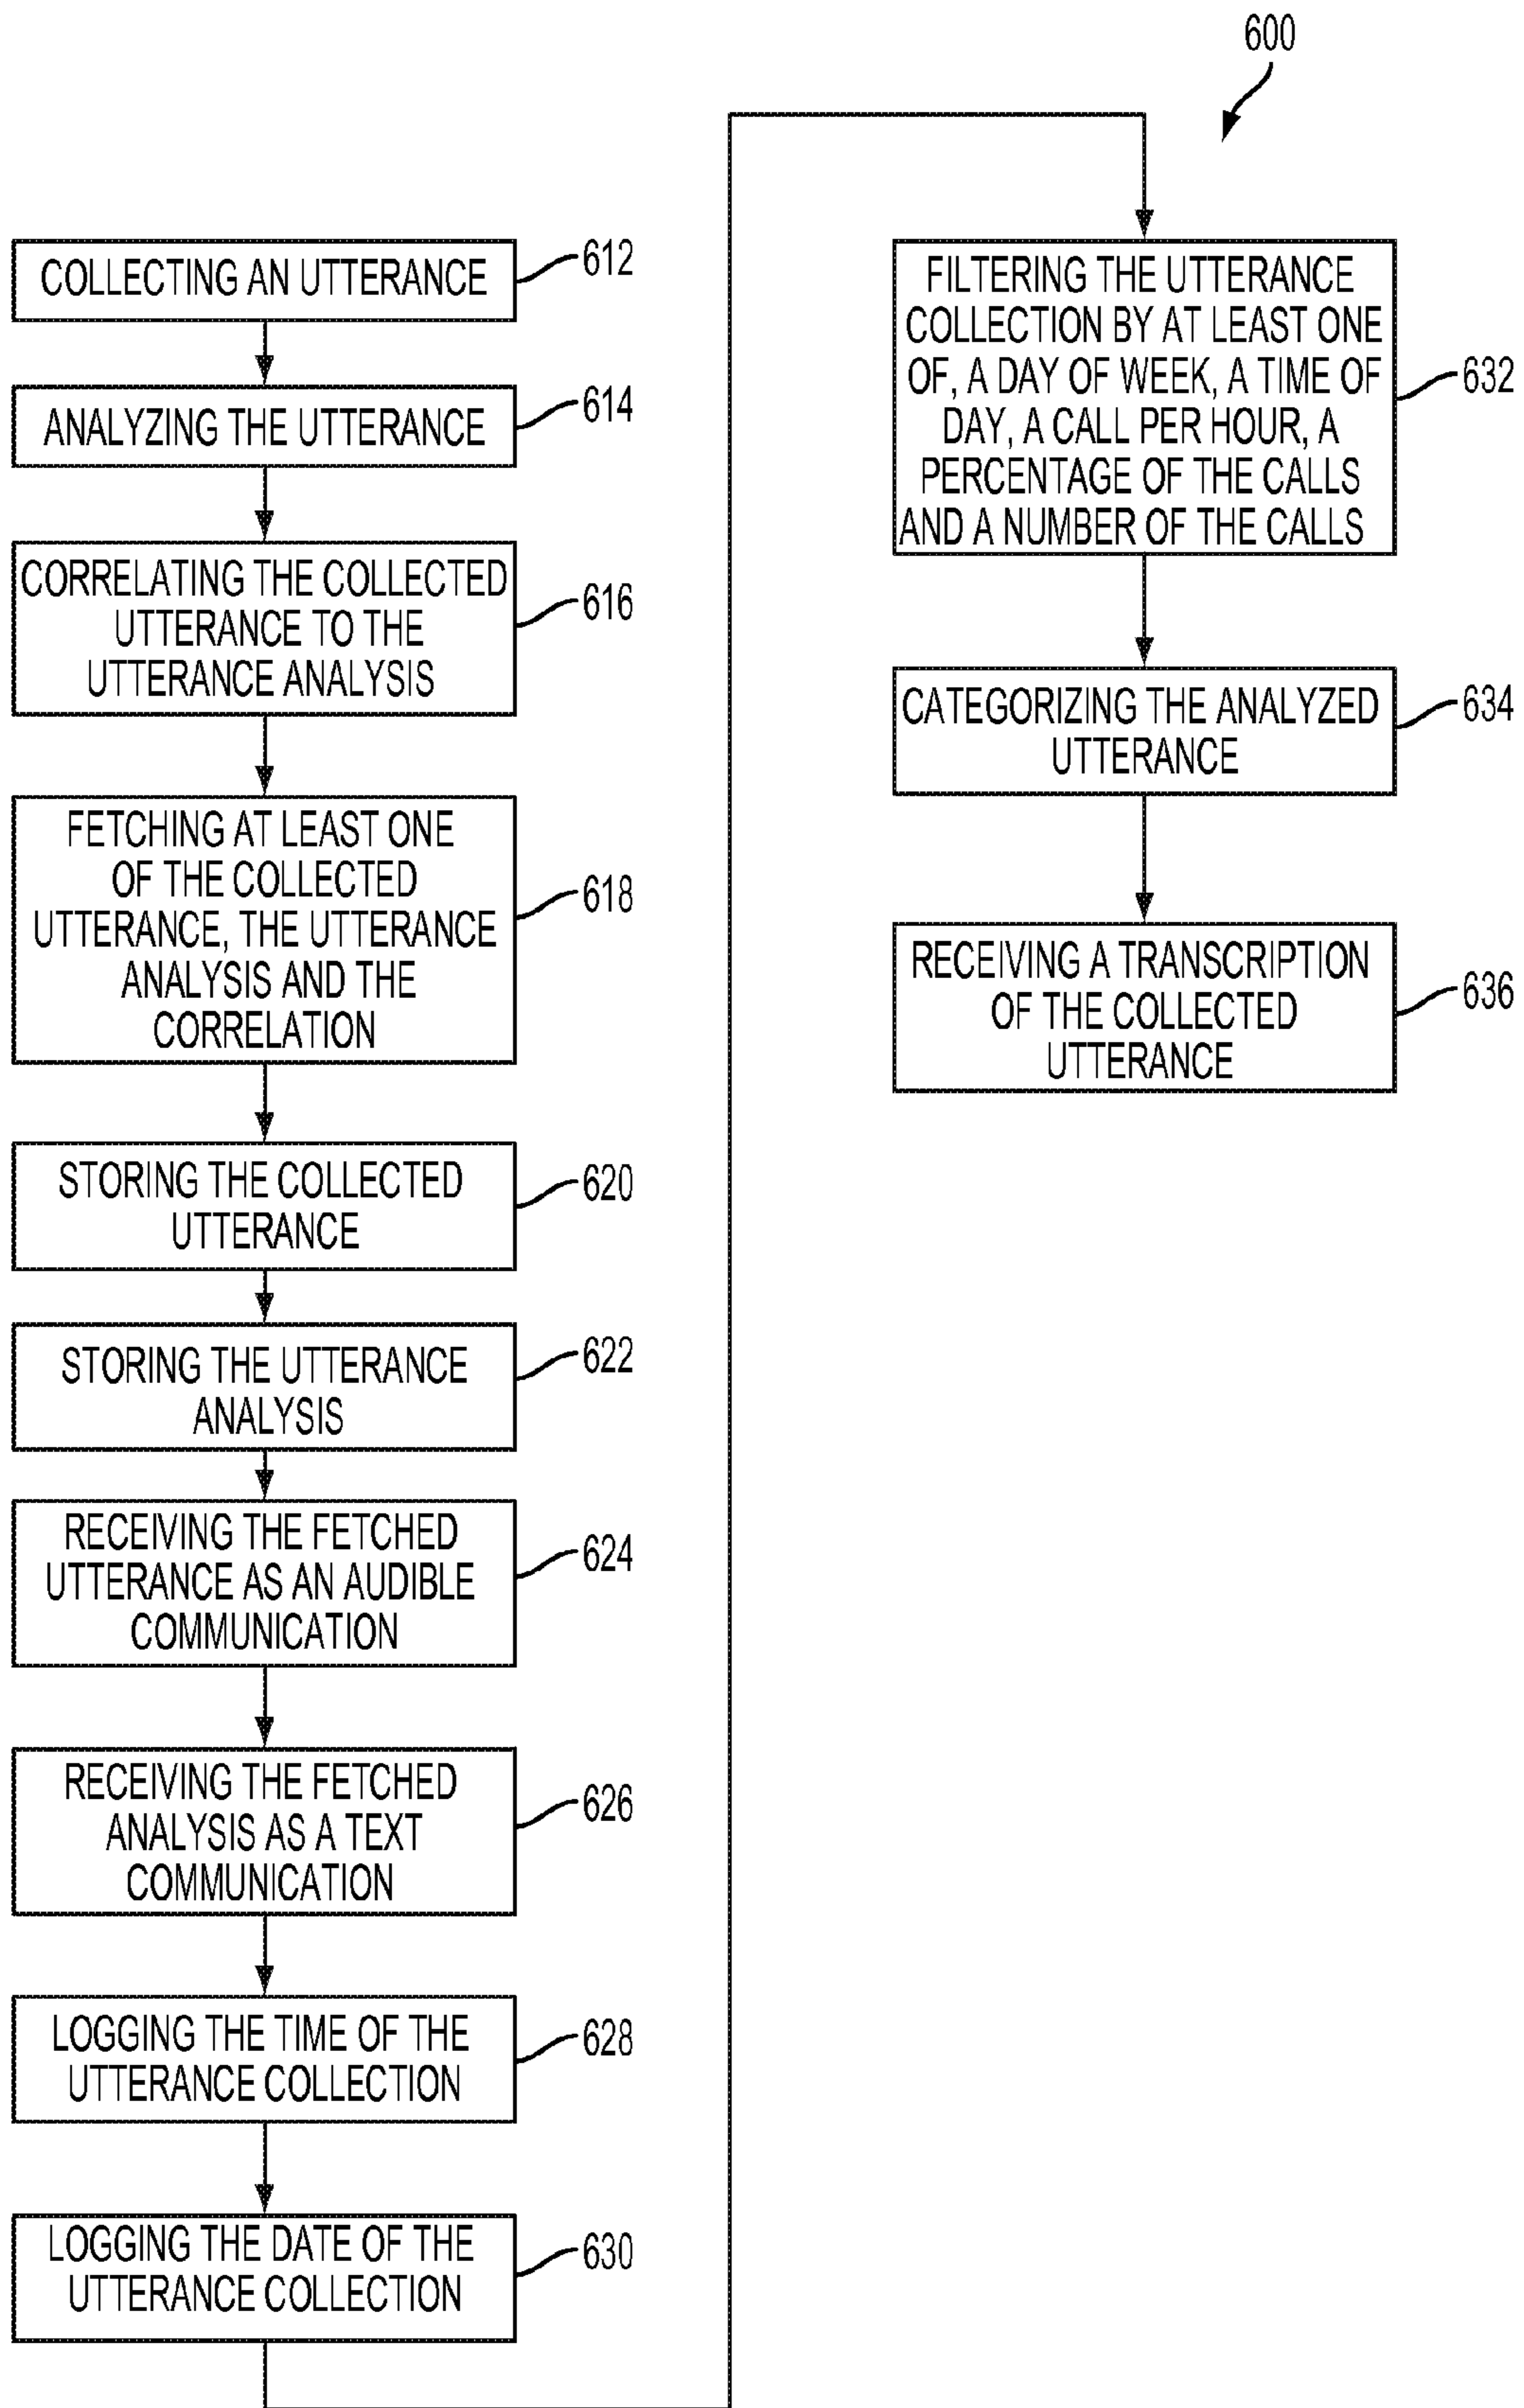 600
COLLECTING AN UTTERANCE
612
ANALYZING THE UTTERANCE
614
CORRELATING THE COLLECTED
UTTERANCE TO THE
UTTERANCE ANALYSIS
616
FETCHING AT LEAST ONE
OF THE COLLECTED
UTTERANCE, THE UTTERANCE
ANALYSIS AND THE
CORRELATION
618
STORING THE COLLECTED
UTTERANCE
620
STORING THE UTTERANCE
ANALYSIS
622
RECEIVING THE FETCHED
UTTERANCE AS AN AUDIBLE
COMMUNICATION
624
RECEIVING THE FETCHED
ANALYSIS AS A TEXT
COMMUNICATION
626
LOGGING THE TIME OF THE
UTTERANCE COLLECTION
628
LOGGING THE DATE OF THE
UTTERANCE COLLECTION
630
FILTERING THE UTTERANCE
COLLECTION BY AT LEAST ONE
OF, A DAY OF WEEK, A TIME OF
DAY, A CALL PER HOUR, A
PERCENTAGE OF THE CALLS
AND A NUMBER OF THE CALLS
632
CATEGORIZING THE ANALYZED
UTTERANCE
634
RECEIVING A TRANSCRIPTION
OF THE COLLECTED
UTTERANCE
636